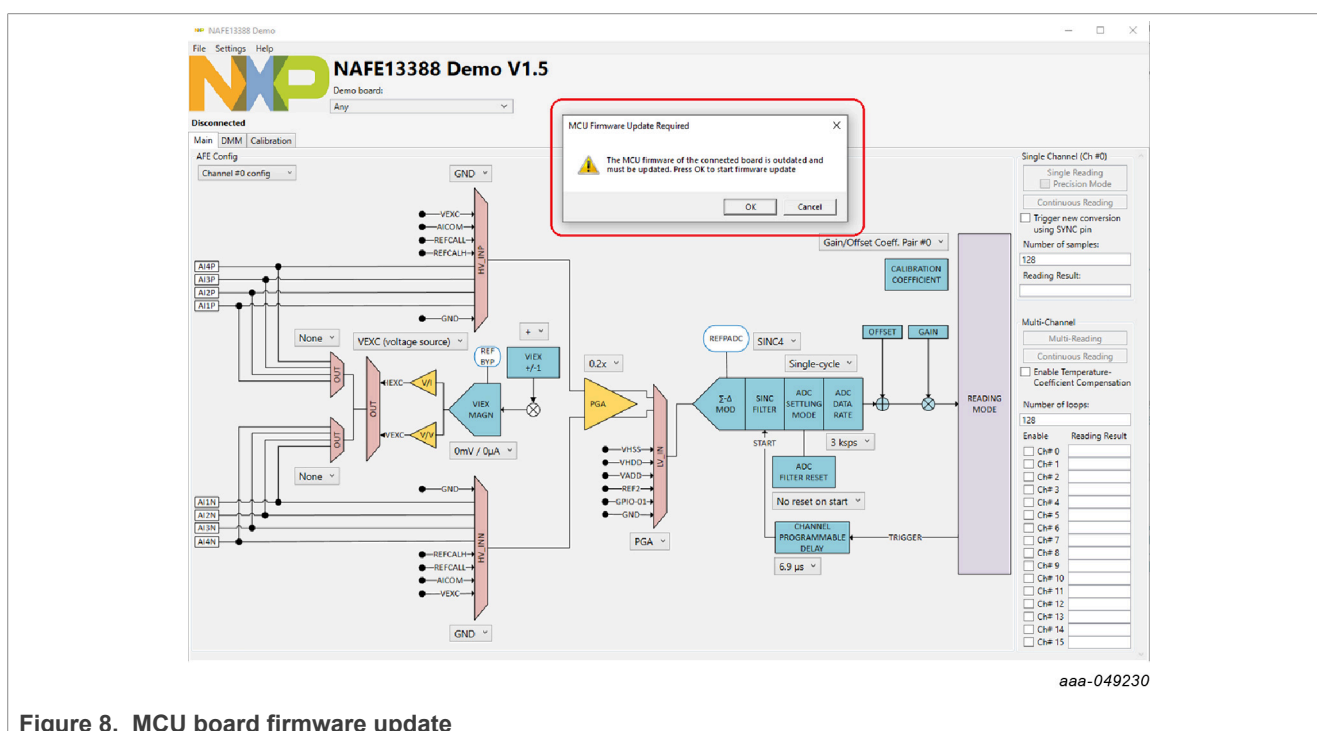 NAFE13388 Demo
File Settings Help
NXP
NAFE13388 Demo V1.5
Demo board:
Any
Disconnected
Main DMM Calibration
AFE Config
Channel #0 config
GND
MCU Firmware Update Required
The MCU firmware of the connected board is outdated and
must be updated. Press OK to start firmware update
OK Cancel
VEXC
AICOM
REFCALL
REFCALH
HV_INP
GND
AI4P
AI3P
AI2P
AI1P
None
VEXC (voltage source)
OUT
OUT
OUT
IEXC
V/I
VEXC
V/V
REF
BYP
+
VIEX
+/-1
VIEX
MAGN
0mV / 0µA
None
AI1N
AI2N
AI3N
AI4N
GND
REFCALH
REFCALL
AICOM
VEXC
HV_INN
GND
0.2x
PGA
VHSS
VHDD
VADD
REF2
GPIO-01
GND
LV_IN
PGA
Gain/Offset Coeff. Pair #0
CALIBRATION
COEFFICIENT
REFPADC
SINC4
Single-cycle
OFFSET
GAIN
Σ-Δ
MOD
SINC
FILTER
ADC
SETTLING
MODE
ADC
DATA
RATE
READING
MODE
START
3 ksps
ADC
FILTER RESET
No reset on start
CHANNEL
PROGRAMMABLE
DELAY
TRIGGER
6.9 µs
Single Channel (Ch #0)
Single Reading
Precision Mode
Continuous Reading
Trigger new conversion
using SYNC pin
Number of samples:
128
Reading Result:
Multi-Channel
Multi-Reading
Continuous Reading
Enable Temperature-
Coefficient Compensation
Number of loops:
128
Enable Reading Result
Ch# 0
Ch# 1
Ch# 2
Ch# 3
Ch# 4
Ch# 5
Ch# 6
Ch# 7
Ch# 8
Ch# 9
Ch# 10
Ch# 11
Ch# 12
Ch# 13
Ch# 14
Ch# 15
aaa-049230
Figure 8. MCU board firmware update